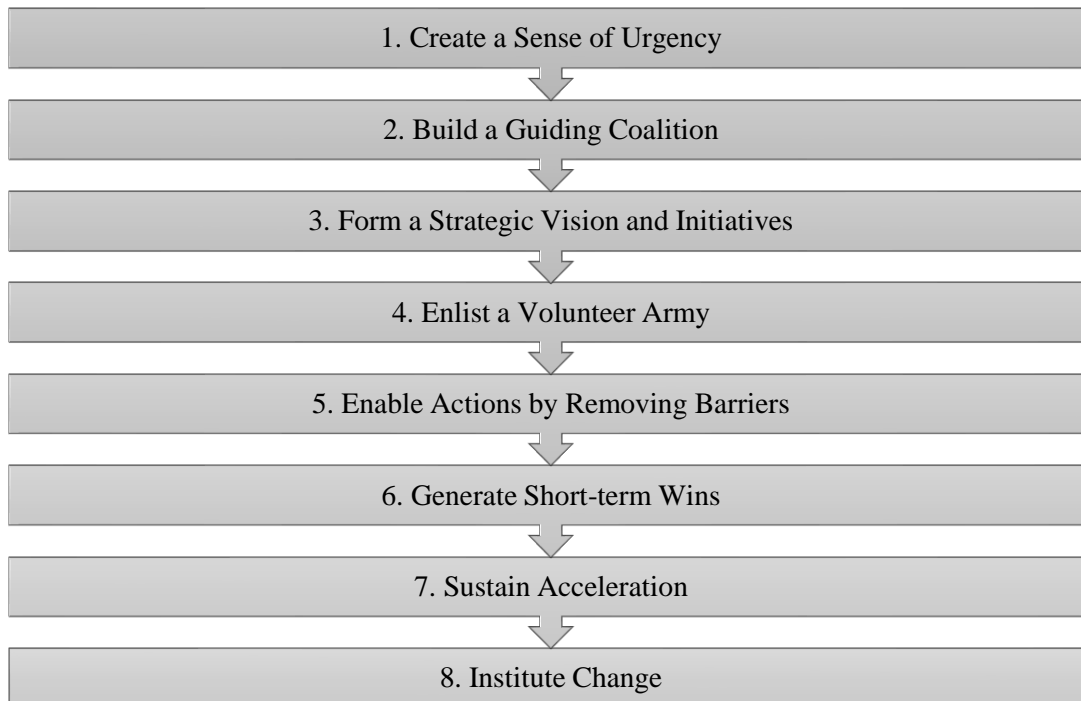 1. Create a Sense of Urgency
2. Build a Guiding Coalition
3. Form a Strategic Vision and Initiatives
4. Enlist a Volunteer Army
5. Enable Actions by Removing Barriers
6. Generate Short-term Wins
7. Sustain Acceleration
8. Institute Change